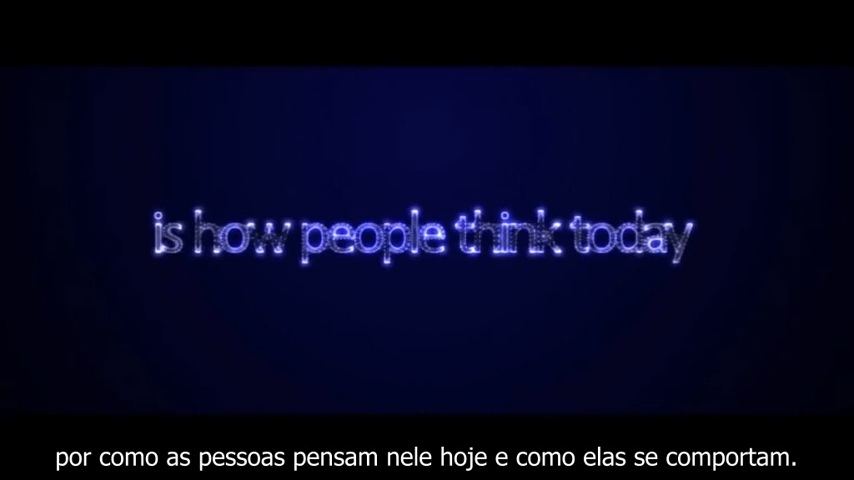 is how people think today
por como as pessoas pensam nele hoje e como elas se comportam.